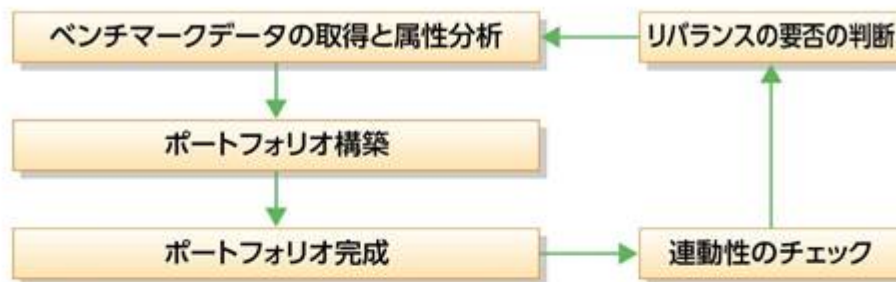 ベンチマークデータの取得と属性分析
リバランスの要否の判断
ポートフォリオ構築
ポートフォリオ完成
連動性のチェック